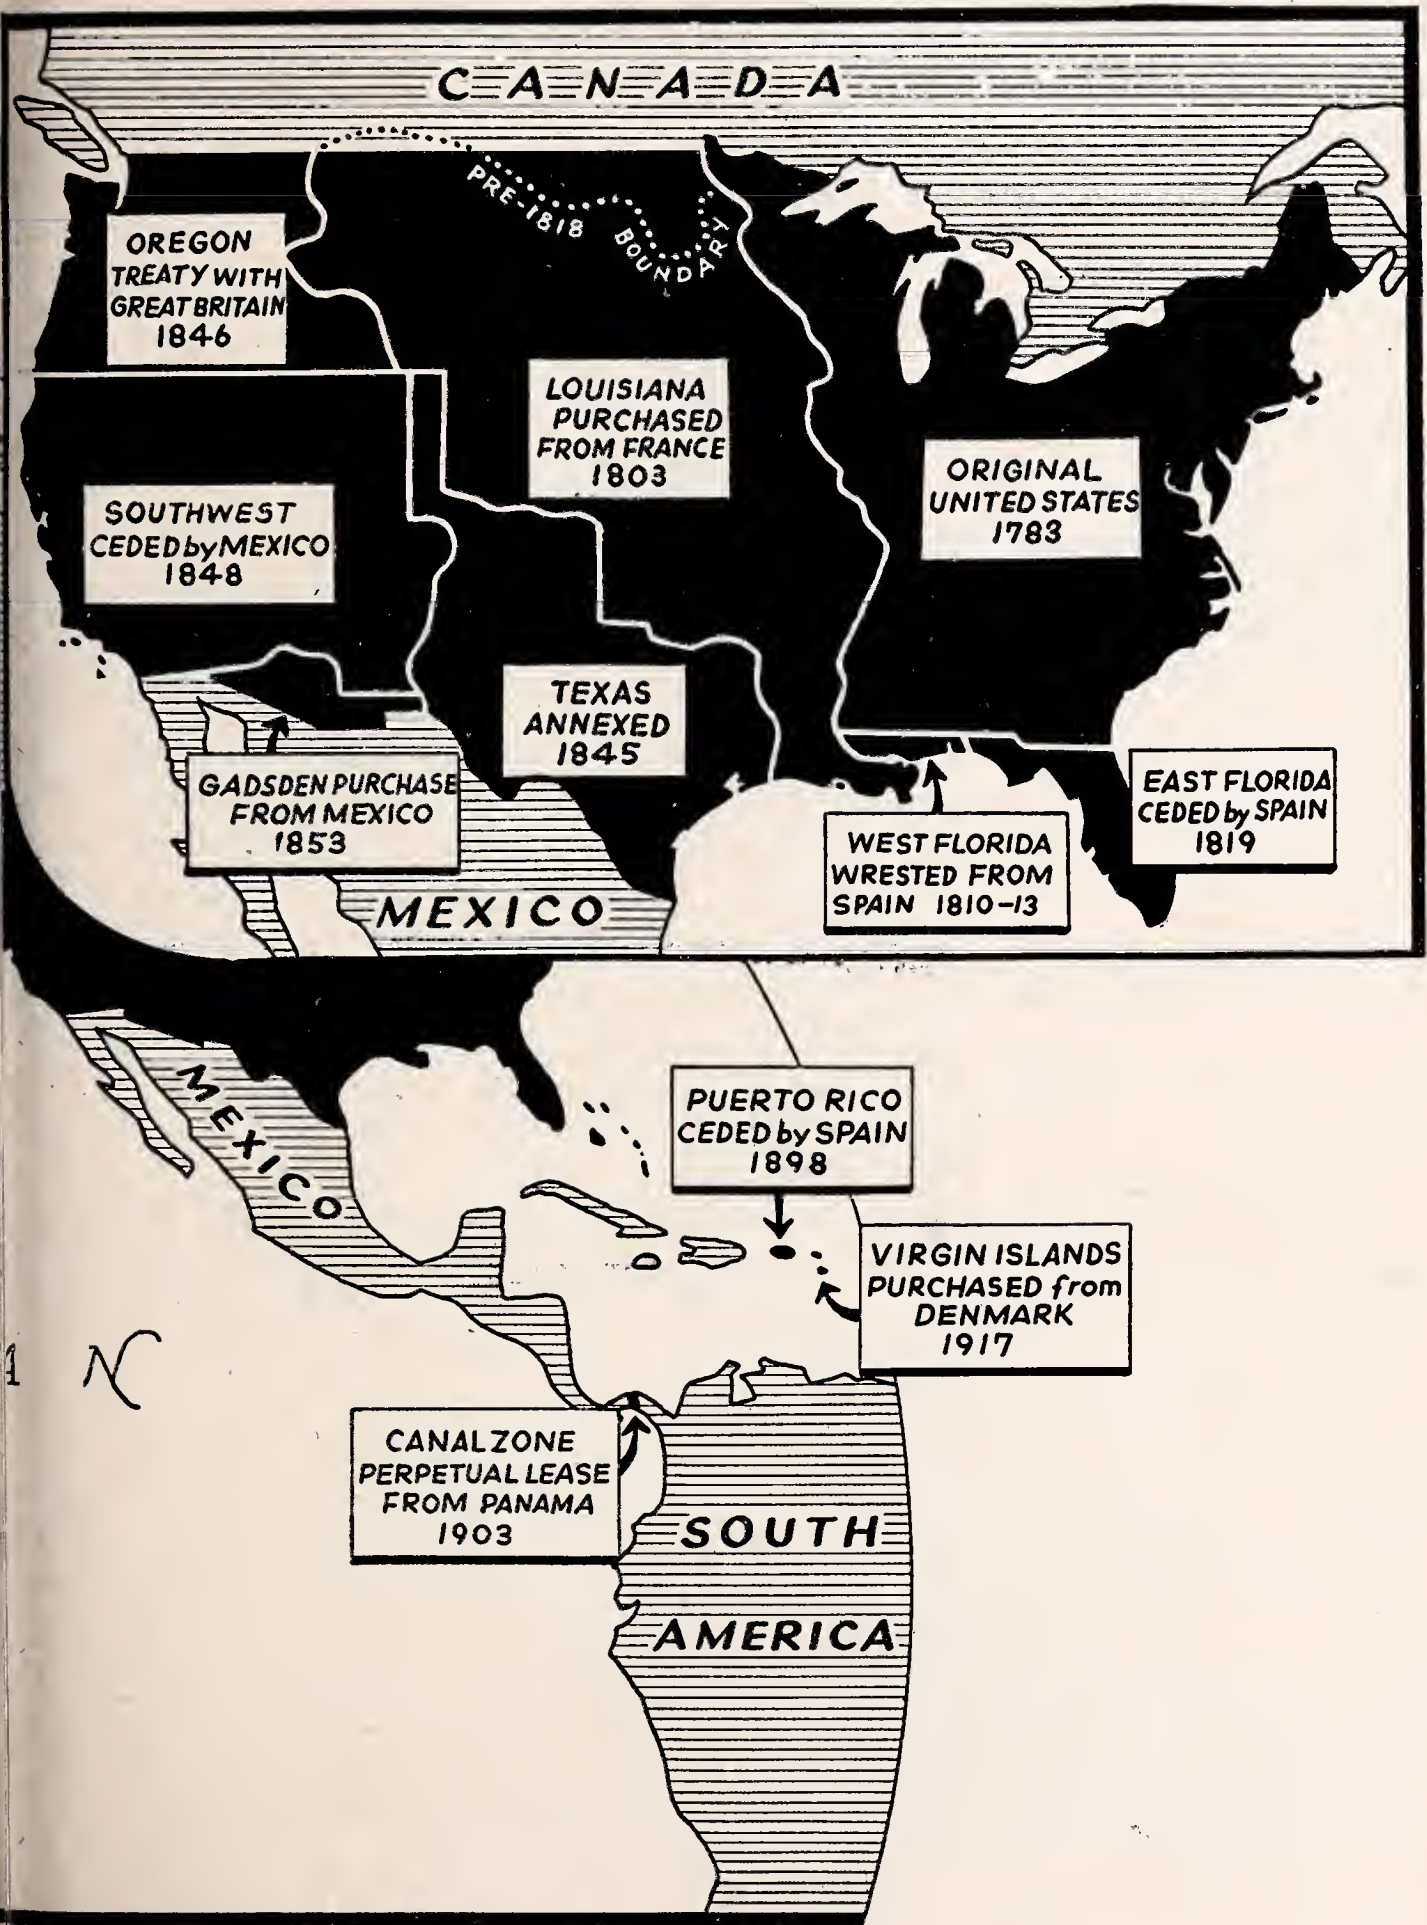 CANADA
PRE-1818
BOUNDARY
OREGON
TREATY WITH
GREAT BRITAIN
1846
LOUISIANA
PURCHASED
FROM FRANCE
1803
ORIGINAL
UNITED STATES
1783
SOUTHWEST
CEDED by MEXICO
1848
TEXAS
ANNEXED
1845
GADSDEN PURCHASE
FROM MEXICO
1853
EAST FLORIDA
CEDED by SPAIN
1819
WEST FLORIDA
WRESTED FROM
SPAIN 1810-13
MEXICO
MEXICO
PUERTO RICO
CEDED by SPAIN
1898
VIRGIN ISLANDS
PURCHASED from
DENMARK
1917
1 N
CANAL ZONE
PERPETUAL LEASE
FROM PANAMA
1903
SOUTH
AMERICA